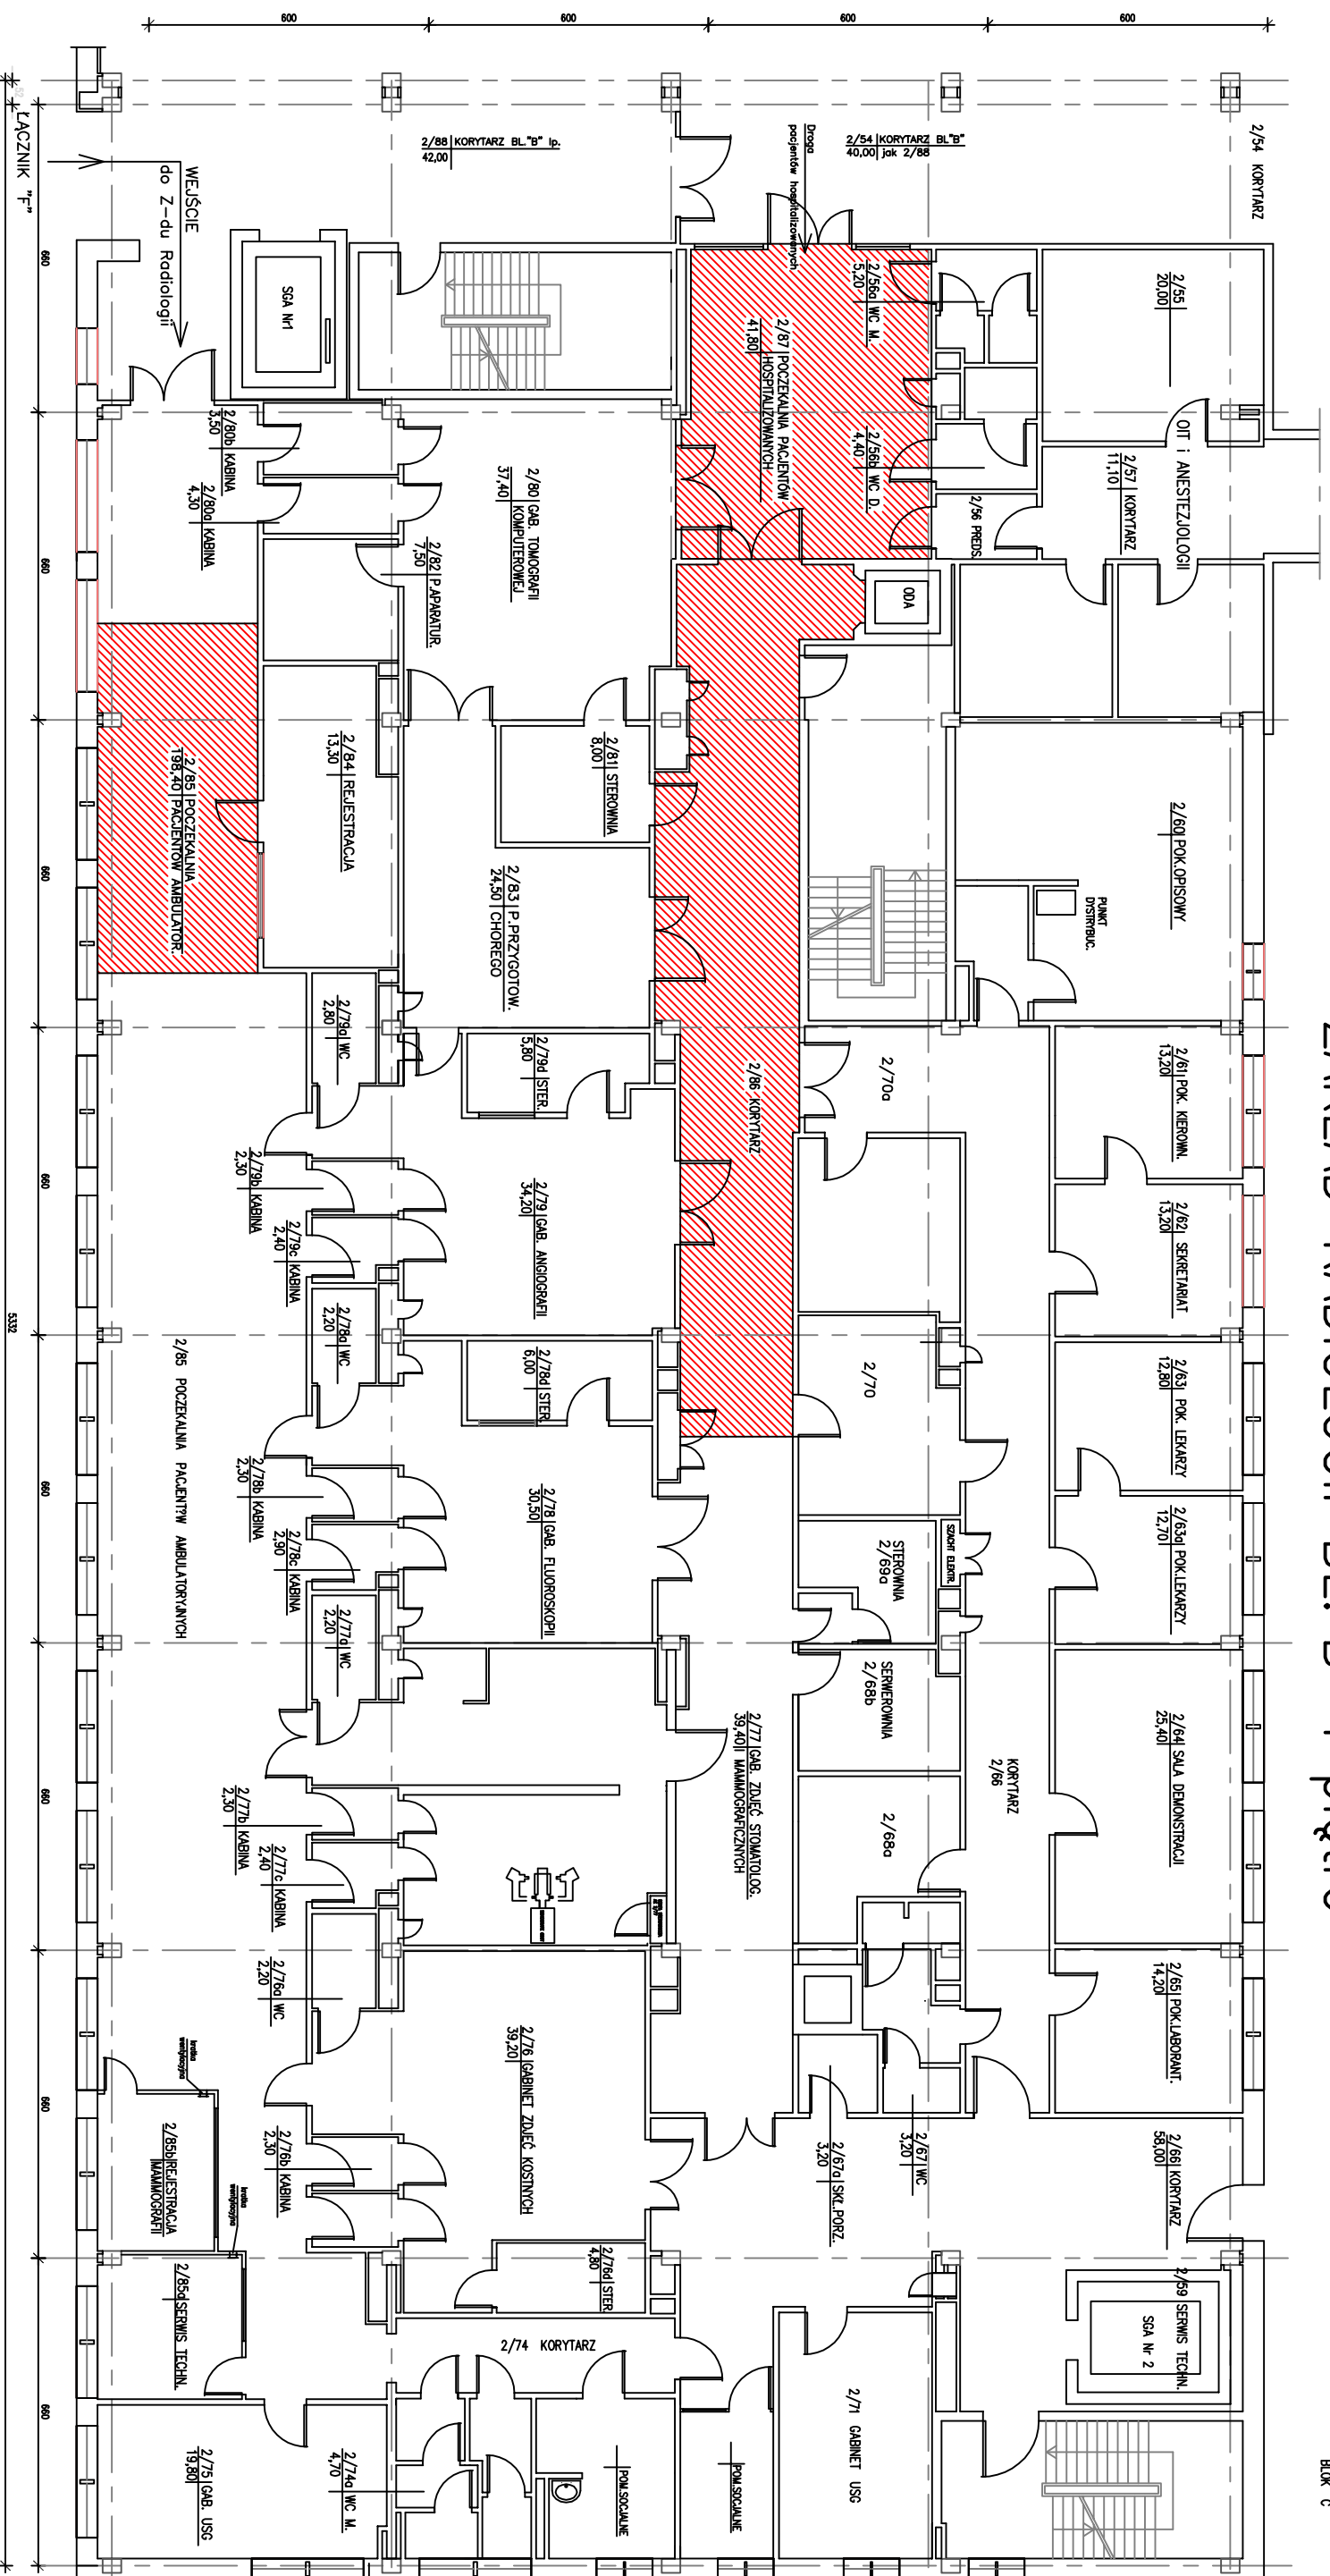 600
600
600
600
52
ŁĄCZNIK "F"
WEJŚCIE
do Z-du Radiologii
2/88 KORYTARZ BL."B" Ip.
42,00
Droga
pacjentów hospitalizowanych
2/54 KORYTARZ BL"B"
40,00 jak 2/88
2/54 KORYTARZ
SGA Nr1
2/87 POCZEKALNIA PACJENTÓW
41,80 HOSPITALIZOWANYCH
2/56a WC M.
5,20
2/56b WC D.
4,40
2/56 PREDS.
2/55
20,00
OIT i ANESTEZJOLOGII
2/57 KORYTARZ
11,10
2/80b KABINA
3,50
2/80a KABINA
4,30
2/80 GAB. TOMOGRAFII
37,40 KOMPUTEROWEJ
2/82 P.APARATUR.
7,50
ODA
2/85 POCZEKALNIA
198,40 PACJENTÓW AMBULATOR.
2/84 REJESTRACJA
13,30
2/81 STEROWNIA
8,00
2/83 P.PRZYGOTOW.
24,50 CHOREGO
2/60 POK.OPISOWY
PUNKT
DYSTRYBUC.
ZAKŁAD RADIOLOGII BL. "B" I piętro
2/79a WC
2,80
2/79d STER.
5,80
2/86 KORYTARZ
2/70a
2/61 POK. KIEROWN.
13,20
2/79b KABINA
2,30
2/79c KABINA
2,40
2/79 GAB. ANGIOGRAFII
34,20
2/62 SEKRETARIAT
13,20
2/78a WC
2,20
2/78d STER.
6,00
2/70
2/63 POK. LEKARZY
12,80
2/85 POCZEKALNIA PACJENT?W AMBULATORYJNYCH
2/78b KABINA
2,30
2/78c KABINA
2,90
2/78 GAB. FLUOROSKOPII
30,50
STEROWNIA
2/69a
SZACHT ELEKTR.
2/63a POK.LEKARZY
12,70
2/77a WC
2,20
SERWEROWNIA
2/68b
2/77 GAB. ZDJĘĆ STOMATOLOG.
39,40 I MAMMOGRAFICZNYCH
KORYTARZ
2/66
2/64 SALA DEMONSTRACJI
25,40
2/77b KABINA
2,30
2/77c KABINA
2,40
2/68a
2/76a WC
2,20
2/76 GABINET ZDJĘĆ KOSTNYCH
39,20
2/65 POK.LABORANT.
14,20
kratka
wentylacyjna
2/85b REJESTRACJA
MAMMOGRAFII
kratka
wentylacyjna
2/76b KABINA
2,30
2/67a SKŁ.PORZ.
3,20
2/67 WC
3,20
2/66 KORYTARZ
58,00
2/85a SERWIS TECHN.
2/76d STER.
4,80
2/74 KORYTARZ
2/59 SERWIS TECHN.
SGA Nr 2
2/75 GAB. USG
19,80
2/74a WC M.
4,70
POM.SOCJALNE
POM.SOCJALNE
2/71 GABINET USG
BLOK C
660
660
660
660
660
660
660
660
5332